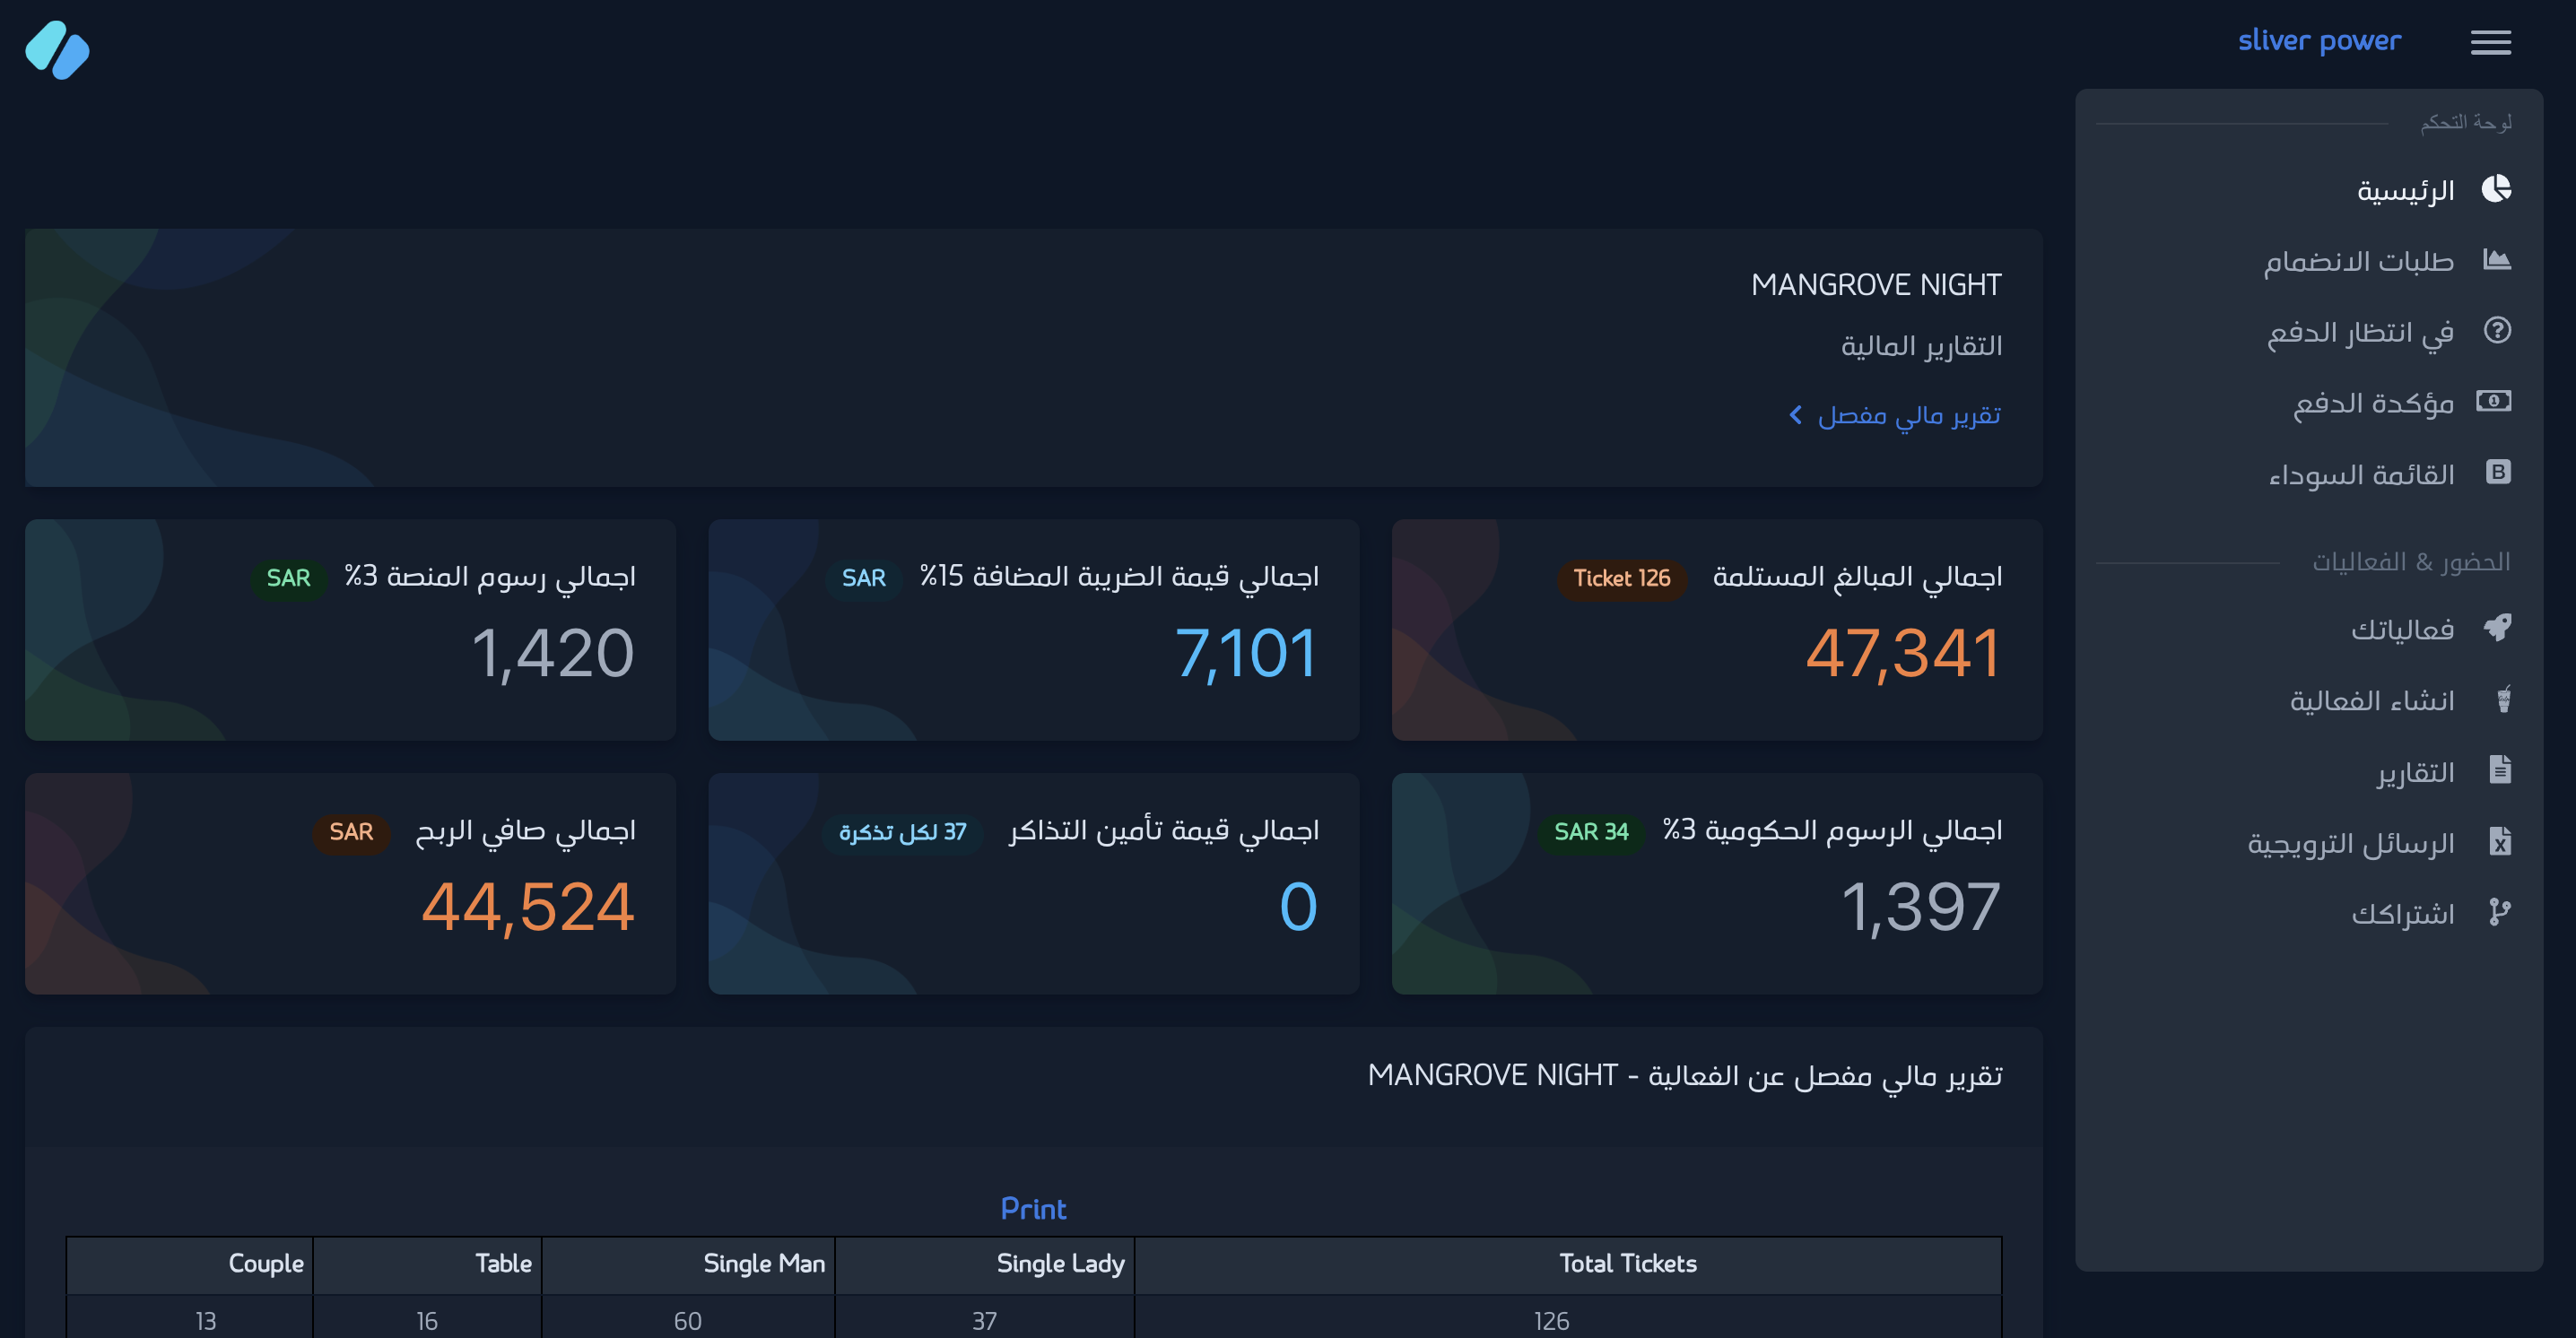 sliver power
لوحة التحكم
الرئيسية
طلبات الانضمام
في انتظار الدفع
مؤكدة الدفع
القائمة السوداء
الحضور & الفعاليات
فعالياتك
انشاء الفعالية
التقارير
الرسائل الترويجية
اشتراكك
MANGROVE NIGHT
التقارير المالية
تقرير مالي مفصل
اجمالي المبالغ المستلمة Ticket 126
47,341
اجمالي قيمة الضريبة المضافة 15% SAR
7,101
اجمالي رسوم المنصة 3% SAR
1,420
اجمالي الرسوم الحكومية 3% SAR 34
1,397
اجمالي قيمة تأمين التذاكر 37 لكل تذكرة
0
اجمالي صافي الربح SAR
44,524
تقرير مالي مفصل عن الفعالية - MANGROVE NIGHT
Print
Couple Table Single Man Single Lady Total Tickets
13 16 60 37 126